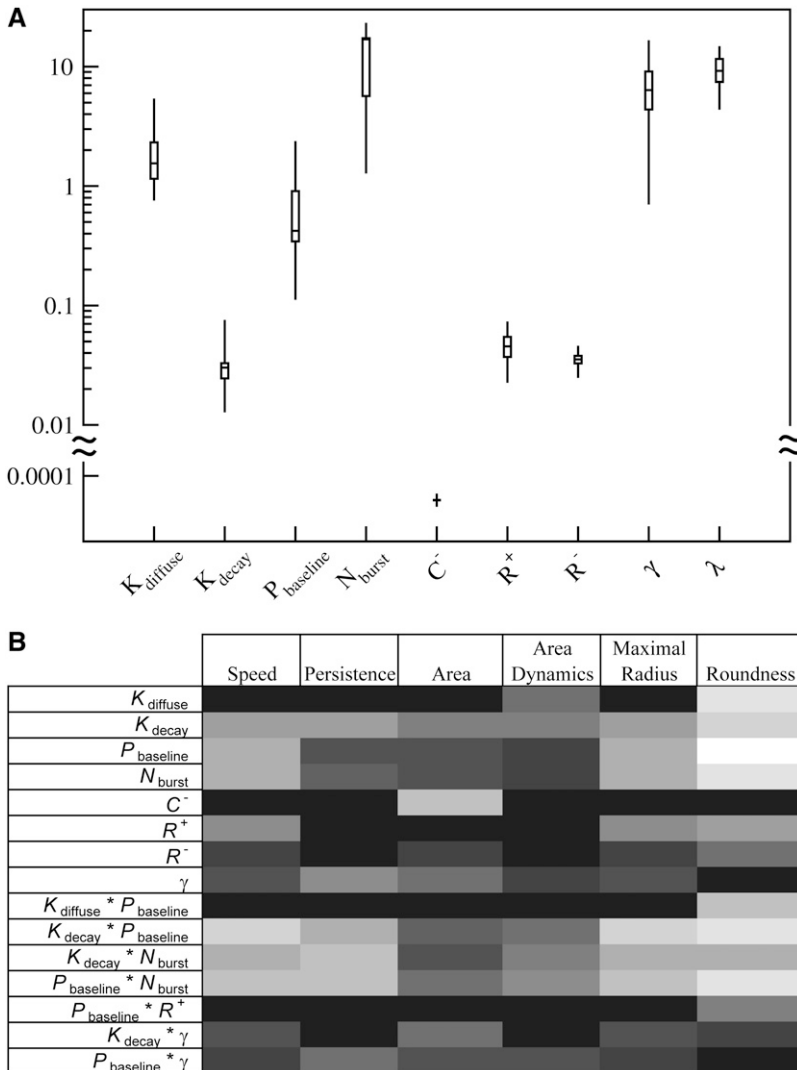 A
10
1
0.1
0.01
0.0001
K diffuse
K decay
P baseline
N burst
C -
R +
R -
γ
λ
B
Speed Persistence Area Area Dynamics Maximal Radius Roundness
K diffuse
K decay
P baseline
N burst
C -
R +
R -
γ
K diffuse * P baseline
K decay * P baseline
K decay * N burst
P baseline * N burst
P baseline * R +
K decay * γ
P baseline * γ